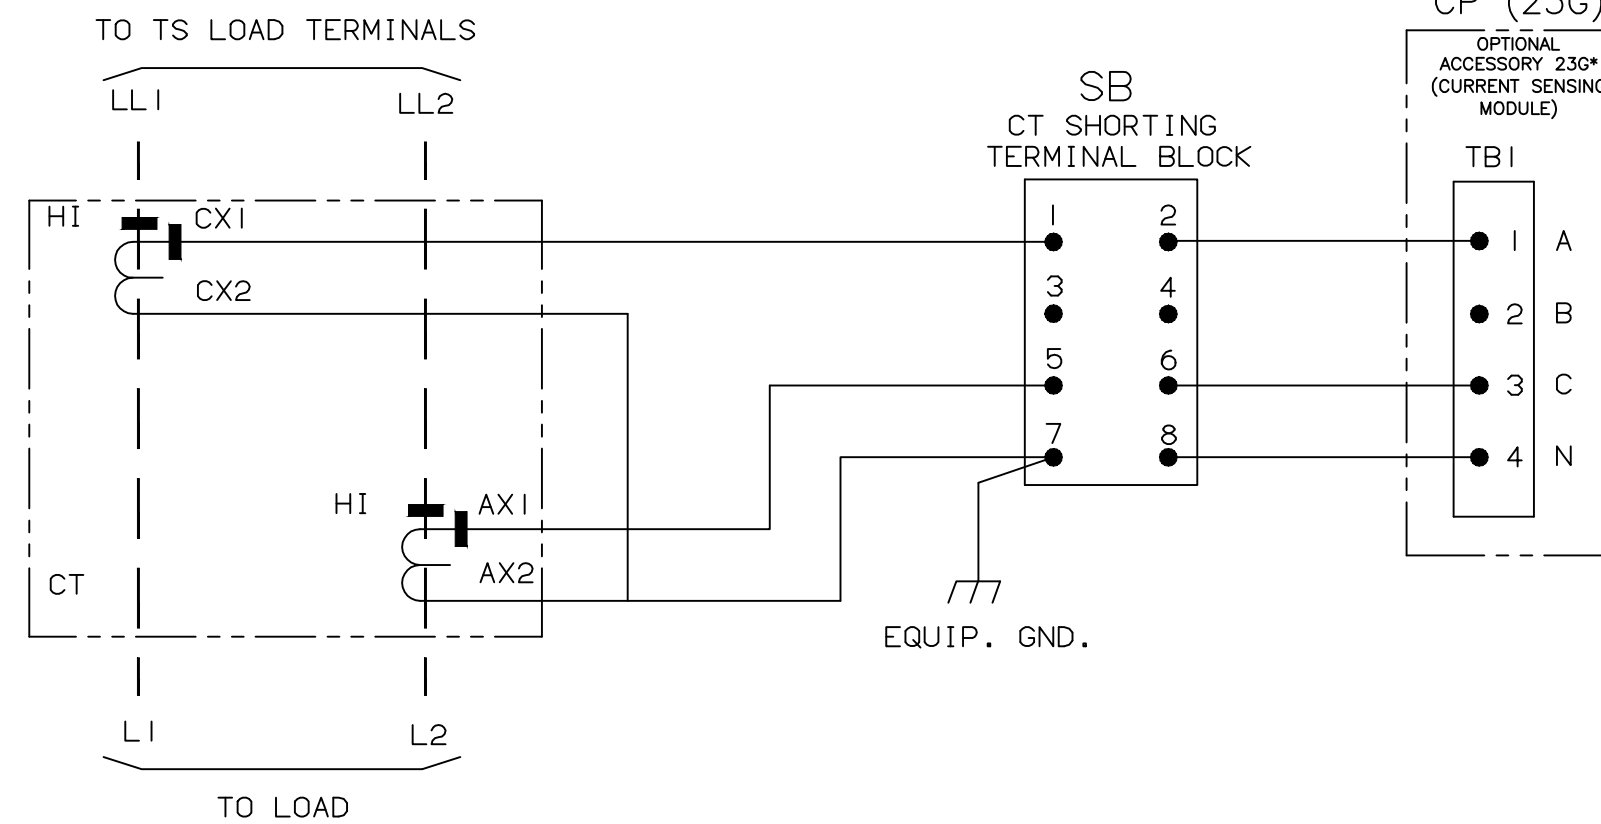 TO TS LOAD TERMINALS
LL1
LL2
HI
CX1
CX2
HI
AX1
AX2
CT
L1
L2
TO LOAD
SB
CT SHORTING
TERMINAL BLOCK
1 2
3 4
5 6
7 8
EQUIP. GND.
CP (23G)
OPTIONAL
ACCESSORY 23G*
(CURRENT SENSING
MODULE)
TB1
1 A
2 B
3 C
4 N